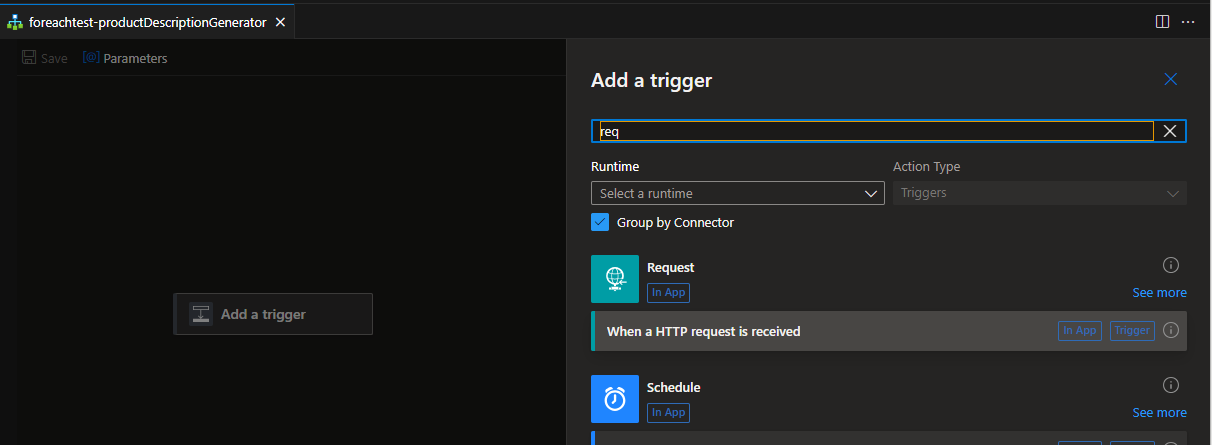 foreachtest-productDescriptionGenerator
Save Parameters
Add a trigger
req
Runtime Action Type
Select a runtime Triggers
Group by Connector
Request
In App
See more
When a HTTP request is received In App Trigger
Add a trigger
Schedule
In App
See more